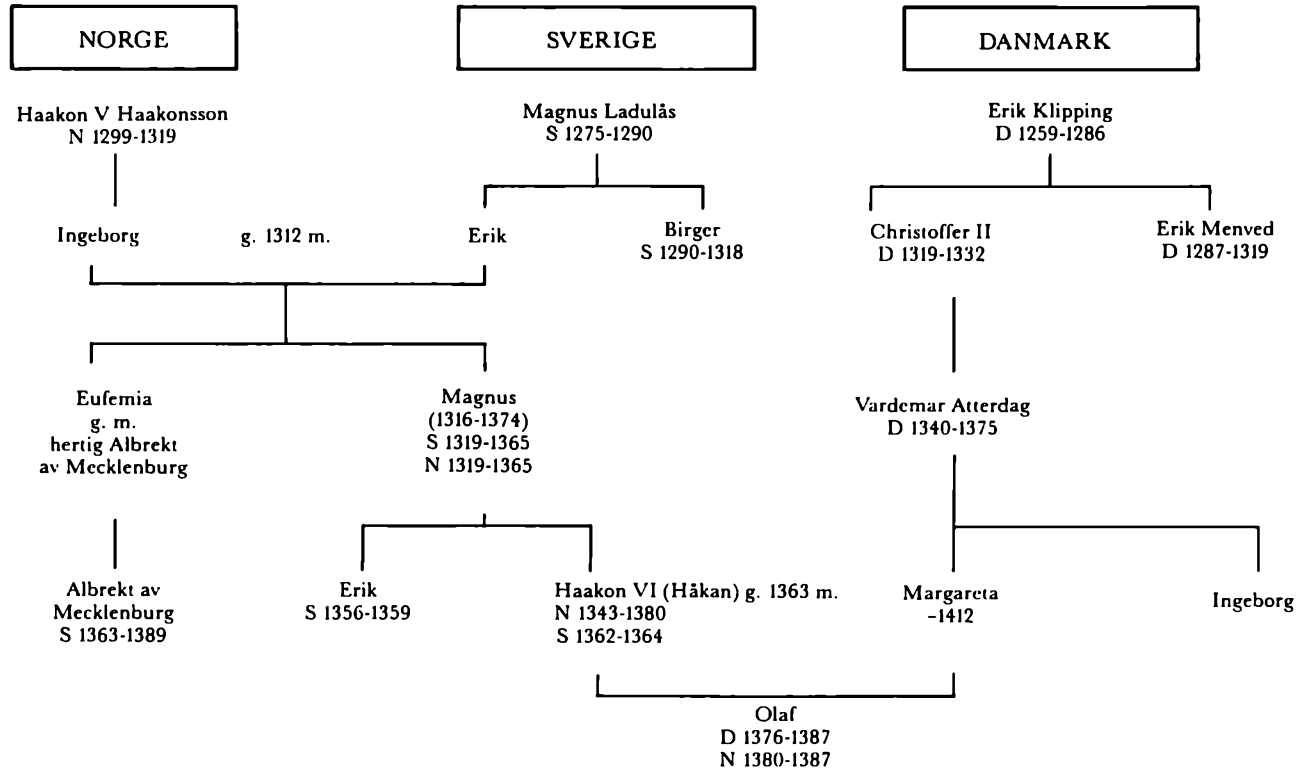 NORGE
SVERIGE
DANMARK
Haakon V Haakonsson
N 1299-1319
Magnus Ladulås
S 1275-1290
Erik Klipping
D 1259-1286
Ingeborg
g. 1312 m.
Erik
Birger
S 1290-1318
Christoffer II
D 1319-1332
Erik Menved
D 1287-1319
Eufemia
g. m.
hertig Albrekt
av Mecklenburg
Magnus
(1316-1374)
S 1319-1365
N 1319-1365
Vardemar Atterdag
D 1340-1375
Albrekt av
Mecklenburg
S 1363-1389
Erik
S 1356-1359
Haakon VI (Håkan) g. 1363 m.
N 1343-1380
S 1362-1364
Margareta
-1412
Ingeborg
Olaf
D 1376-1387
N 1380-1387